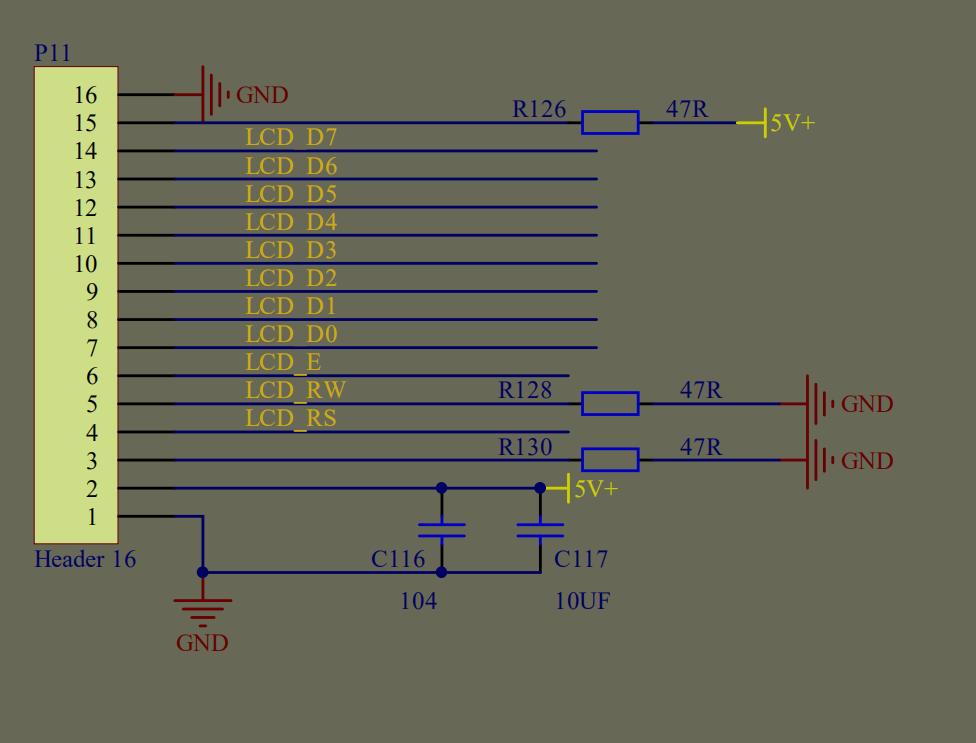 P11
16 GND
15 R126 47R 5V+
LCD_D7
14
LCD_D6
13
LCD_D5
12
LCD_D4
11
LCD_D3
10
LCD_D2
9
LCD_D1
8
LCD_D0
7
LCD_E
6
LCD_RW R128 47R
5 GND
LCD_RS
4
R130 47R
3 GND
2 5V+
1
Header 16 C116 C117
104 10UF
GND